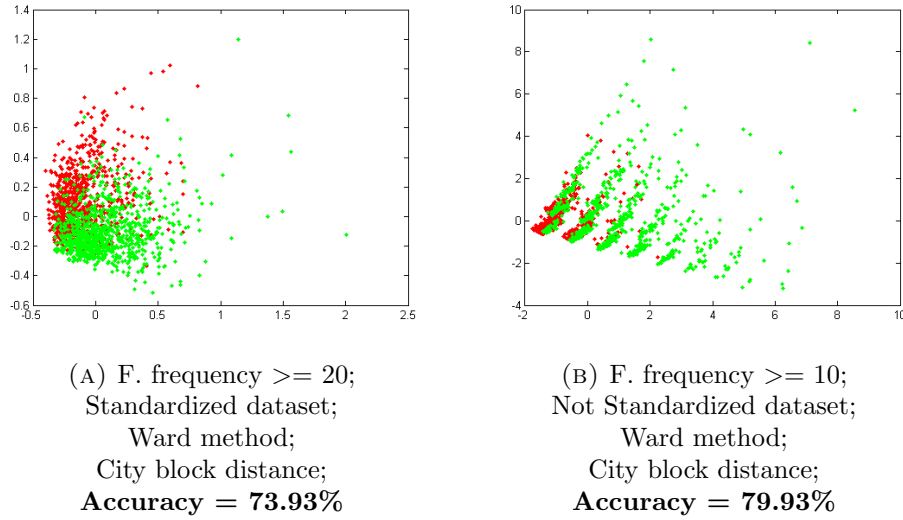 1.4
1.2
1
0.8
0.6
0.4
0.2
0
-0.2
-0.4
-0.6
-0.5 0 0.5 1 1.5 2 2.5
10
8
6
4
2
0
-2
-4
-2 0 2 4 6 8 10
(A) F. frequency >= 20;
Standardized dataset;
Ward method;
City block distance;
Accuracy = 73.93%
(B) F. frequency >= 10;
Not Standardized dataset;
Ward method;
City block distance;
Accuracy = 79.93%